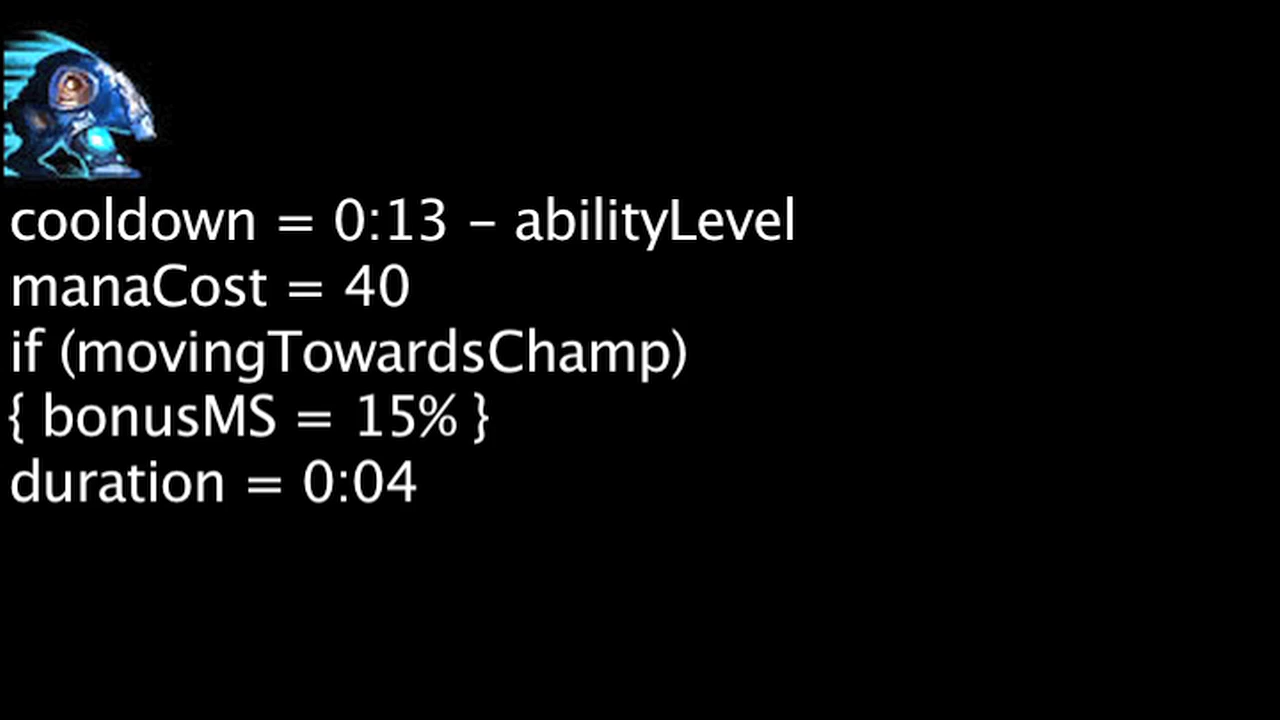 cooldown = 0:13 – abilityLevel
manaCost = 40
if (movingTowardsChamp)
{ bonusMS = 15% }
duration = 0:04